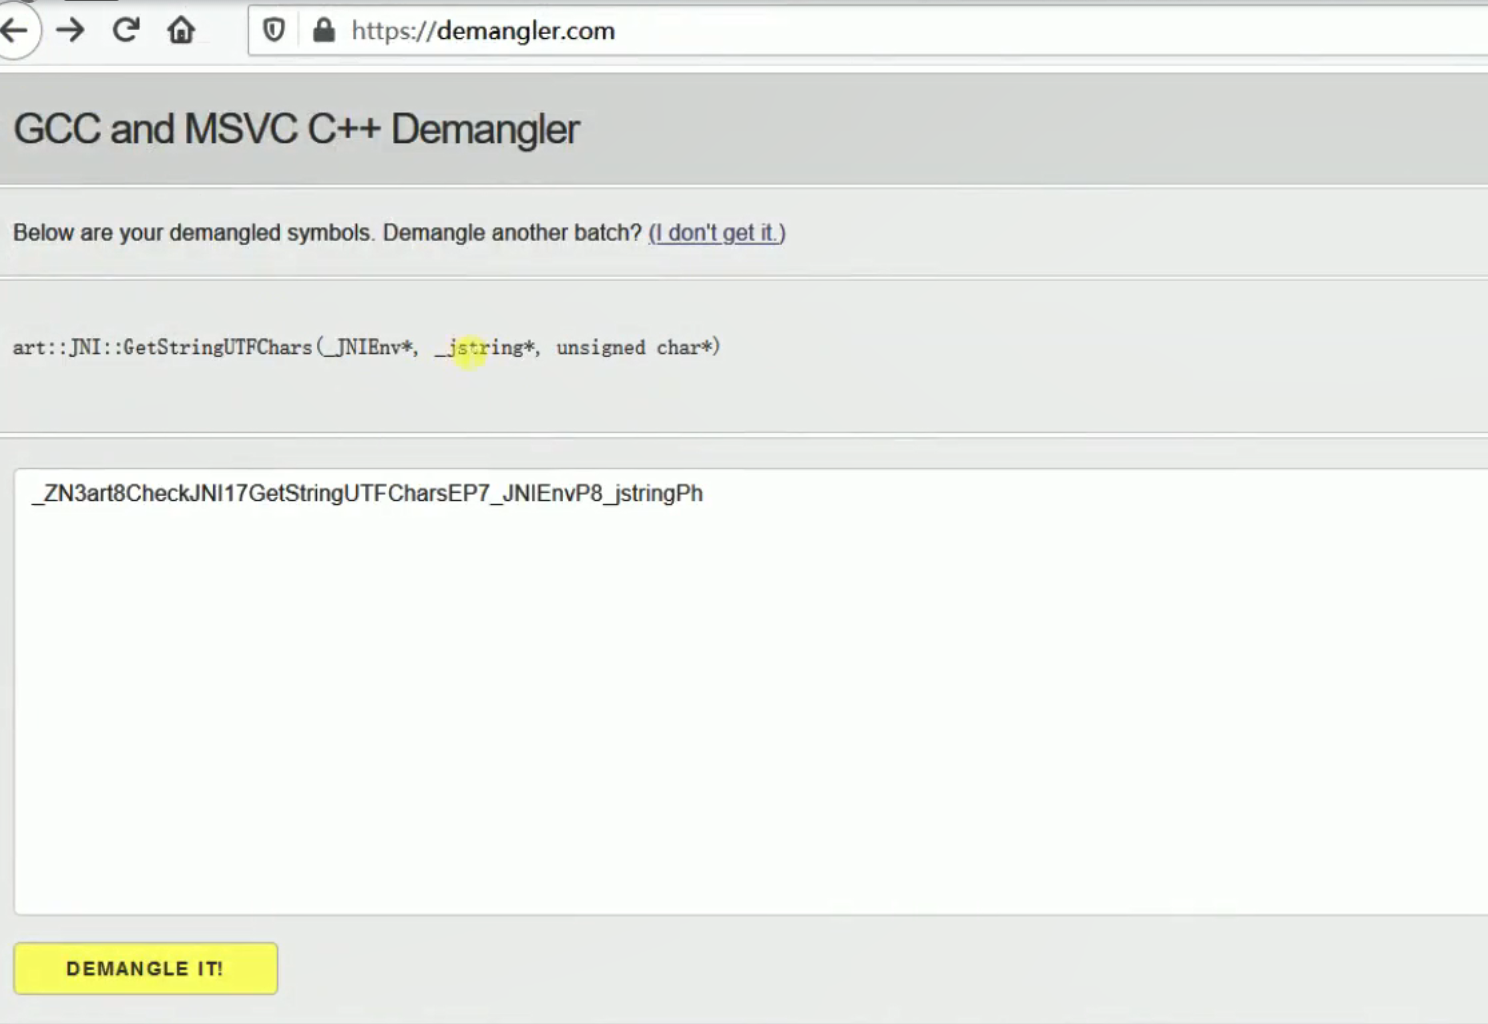 https://demangler.com
GCC and MSVC C++ Demangler
Below are your demangled symbols. Demangle another batch? (I don't get it.)
art::JNI::GetStringUTFChars(_JNIEnv*, _jstring*, unsigned char*)
_ZN3art8CheckJNI17GetStringUTFCharsEP7_JNIEnvP8_jstringPh
DEMANGLE IT!